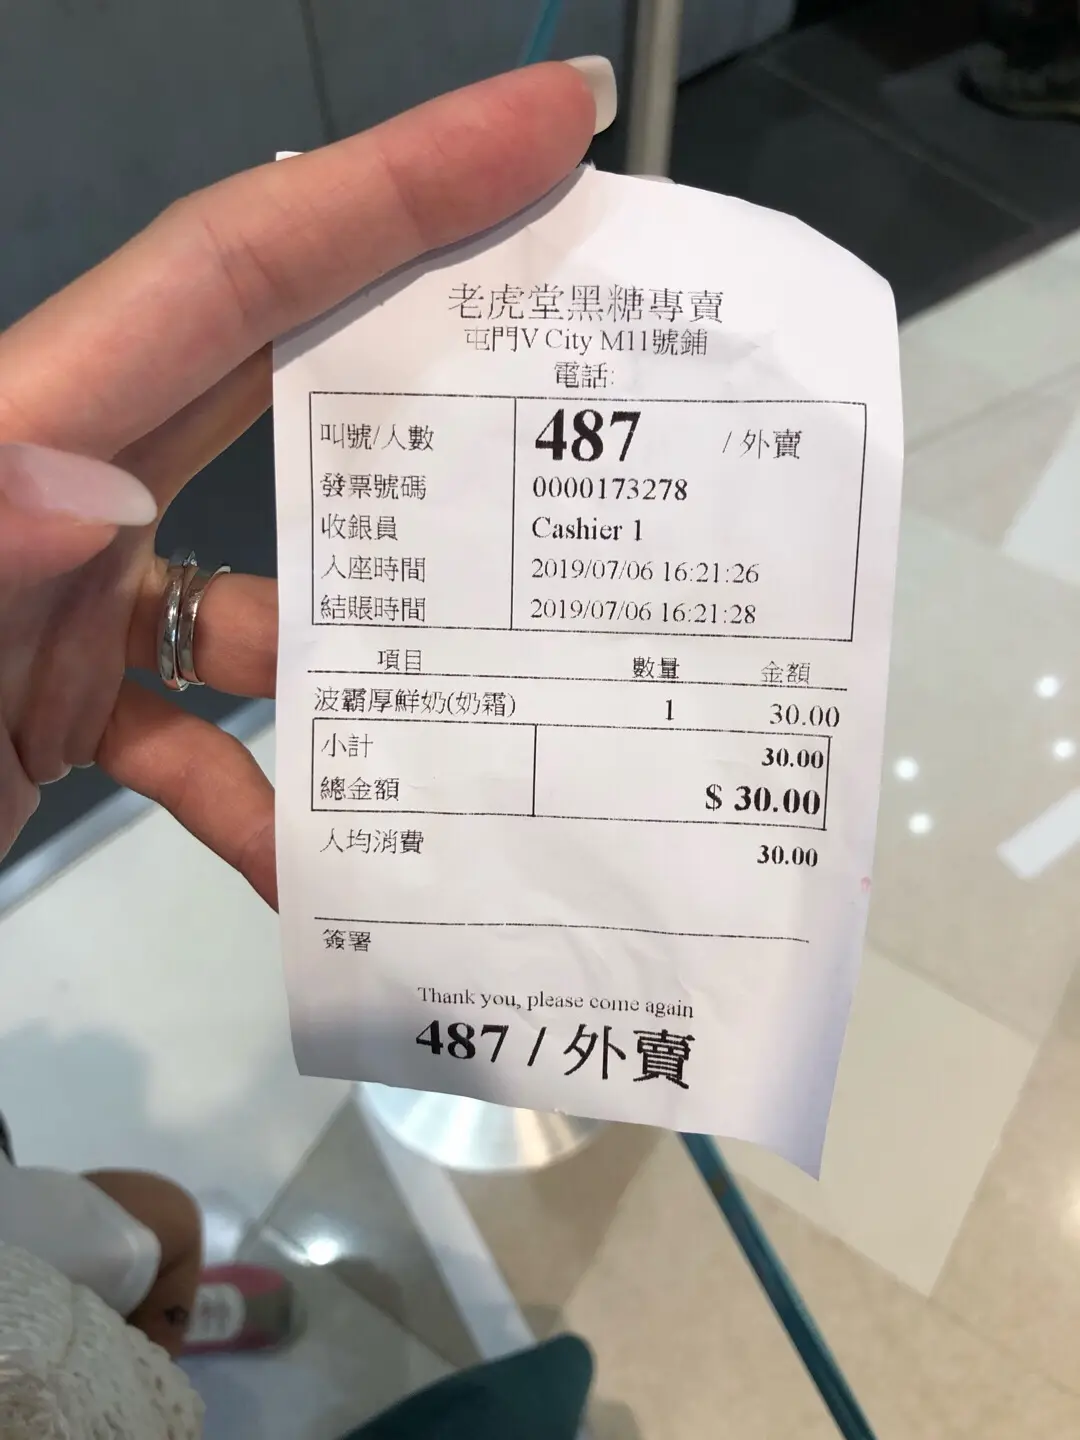 老虎堂黑糖專賣
屯門V City M11號鋪
電話:
叫號/人數 487 /外賣
發票號碼 0000173278
收銀員 Cashier 1
入座時間 2019/07/06 16:21:26
結賬時間 2019/07/06 16:21:28
項目 數量 金額
波霸厚鮮奶(奶霜) 1 30.00
小計 30.00
總金額 $ 30.00
人均消費 30.00
簽署
Thank you, please come again
487 / 外賣